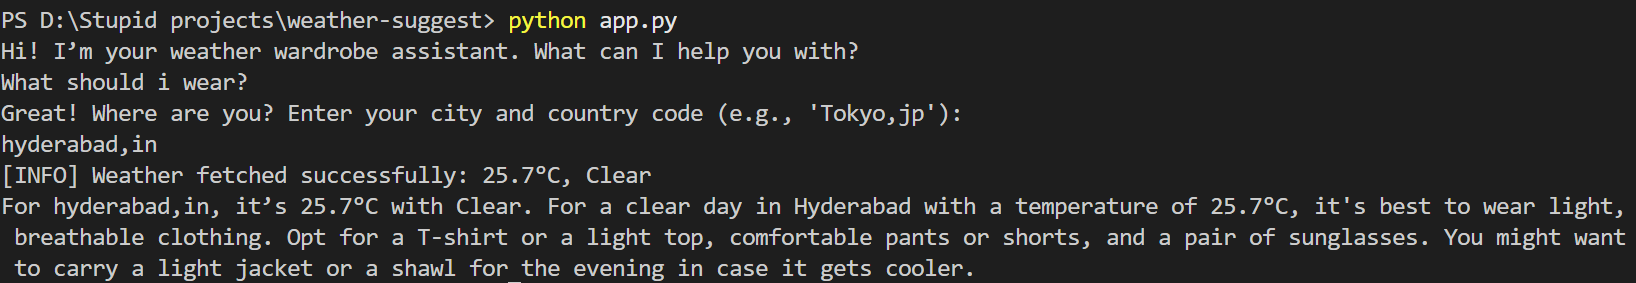 PS D:\Stupid projects\weather-suggest> python app.py
Hi! I’m your weather wardrobe assistant. What can I help you with?
What should i wear?
Great! Where are you? Enter your city and country code (e.g., 'Tokyo,jp'):
hyderabad,in
[INFO] Weather fetched successfully: 25.7°C, Clear
For hyderabad,in, it’s 25.7°C with Clear. For a clear day in Hyderabad with a temperature of 25.7°C, it's best to wear light,
breathable clothing. Opt for a T-shirt or a light top, comfortable pants or shorts, and a pair of sunglasses. You might want
to carry a light jacket or a shawl for the evening in case it gets cooler.